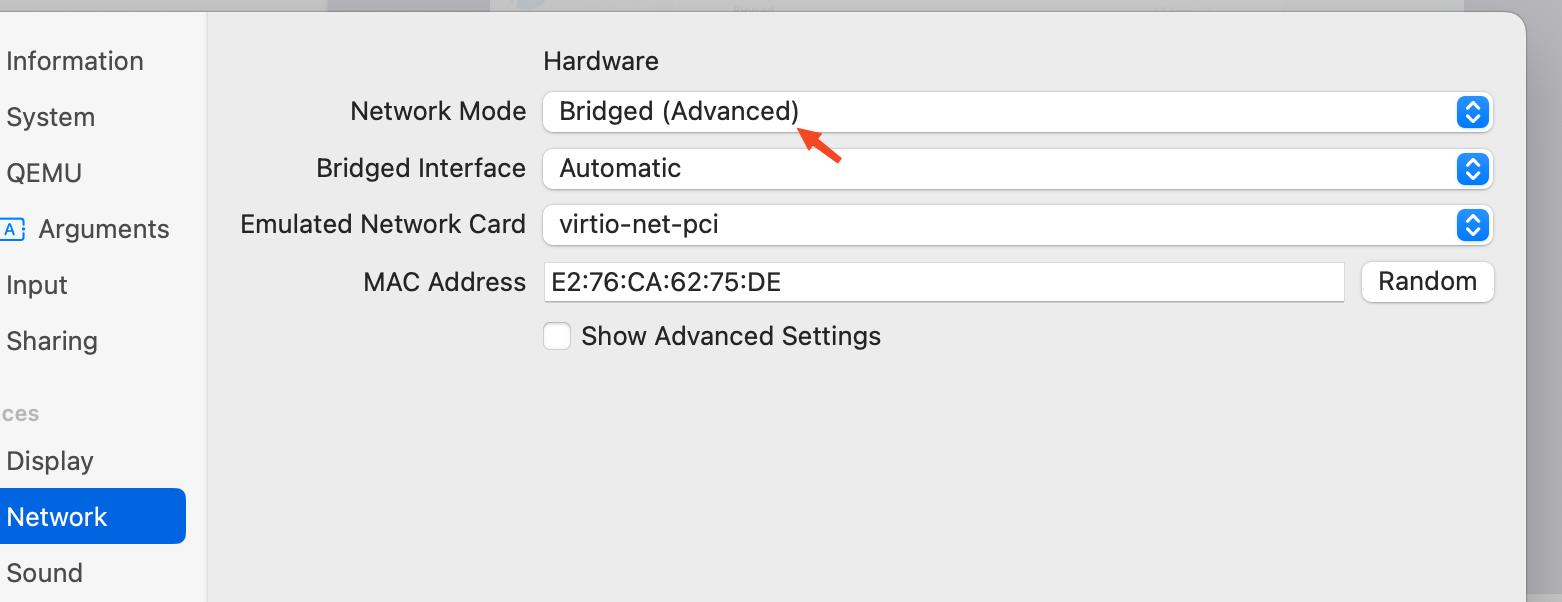 Information
System
QEMU
A Arguments
Input
Sharing
ces
Display
Network
Sound
Hardware
Network Mode Bridged (Advanced)
Bridged Interface Automatic
Emulated Network Card virtio-net-pci
MAC Address E2:76:CA:62:75:DE Random
Show Advanced Settings